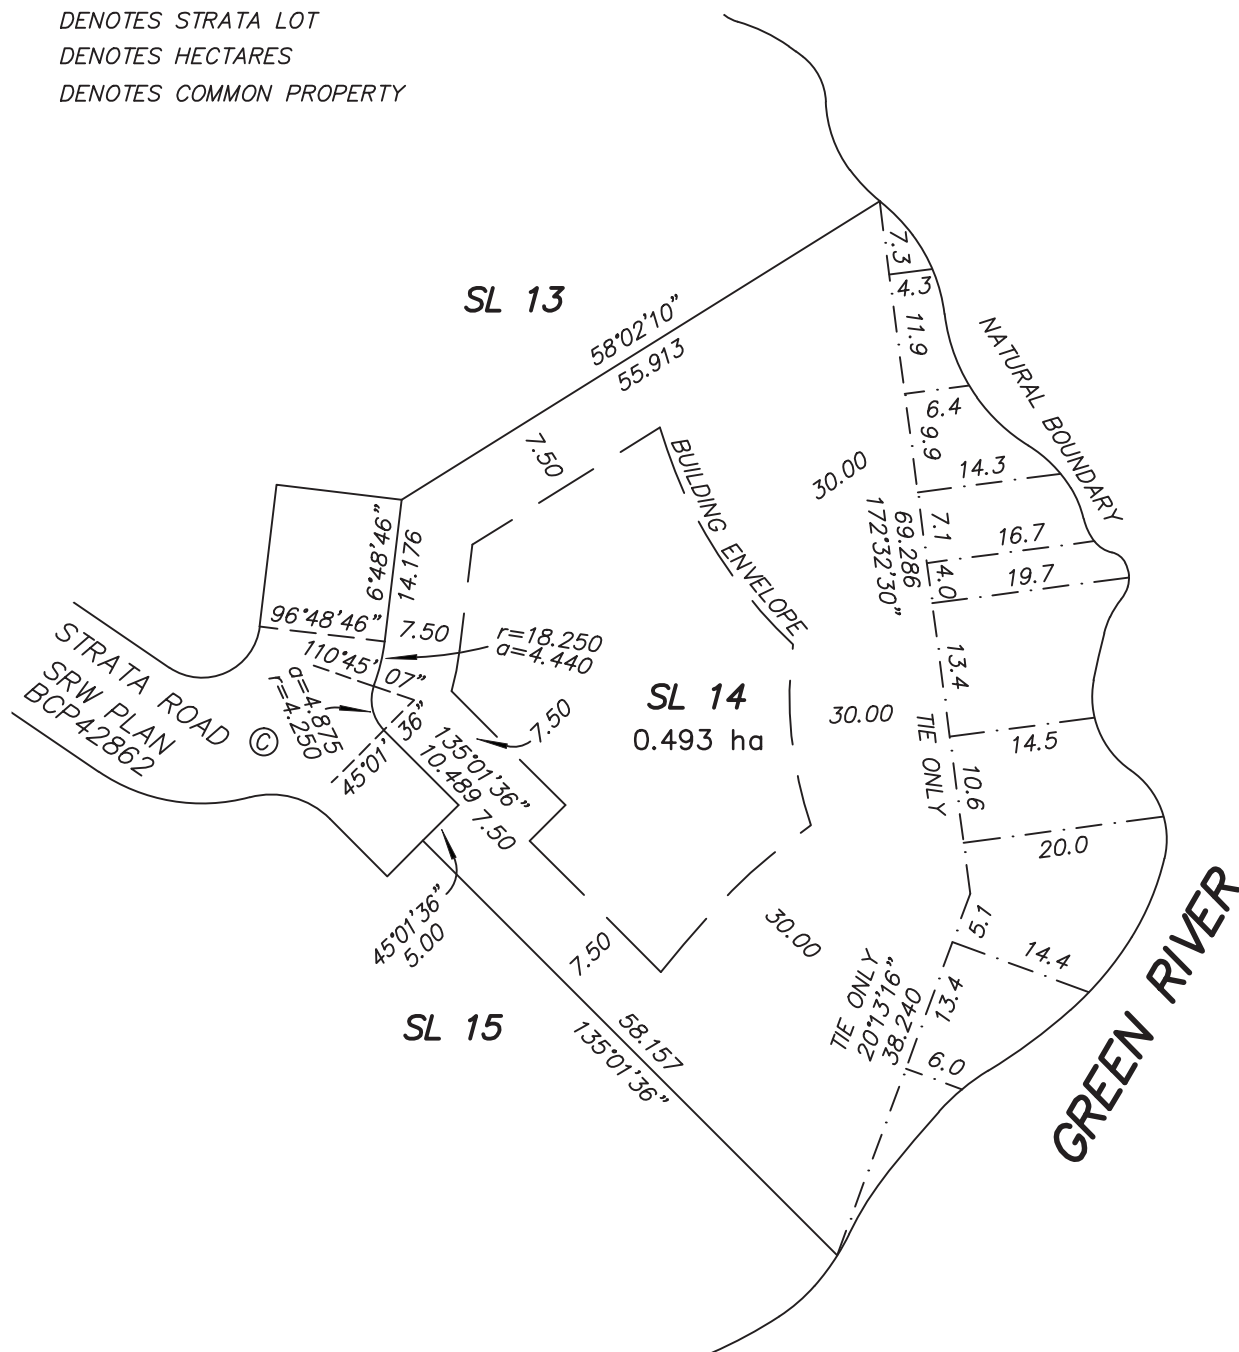 DENOTES STRATA LOT
DENOTES HECTARES
DENOTES COMMON PROPERTY
SL 13
58°02'10"
55.913
7.3
4.3
11.9
NATURAL BOUNDARY
6.4
9.9
7.50
BUILDING ENVELOPE
30.00
14.3
69.286
172°32'30"
7.1
16.7
4.0
19.7
6°48'46"
14.176
96°48'46"
7.50
r=18.250
a=4.440
110°45'07"
a=4.875
r=4.250
45°01'36"
STRATA ROAD
SRW PLAN
BCP42862
C
135°01'36"
10.489
7.50
7.50
SL 14
0.493 ha
30.00
13.4
TIE ONLY
14.5
10.6
20.0
45°01'36"
5.00
7.50
30.00
5.1
14.4
TIE ONLY
20°13'16"
38.240
13.4
6.0
SL 15
58.157
135°01'36"
GREEN RIVER